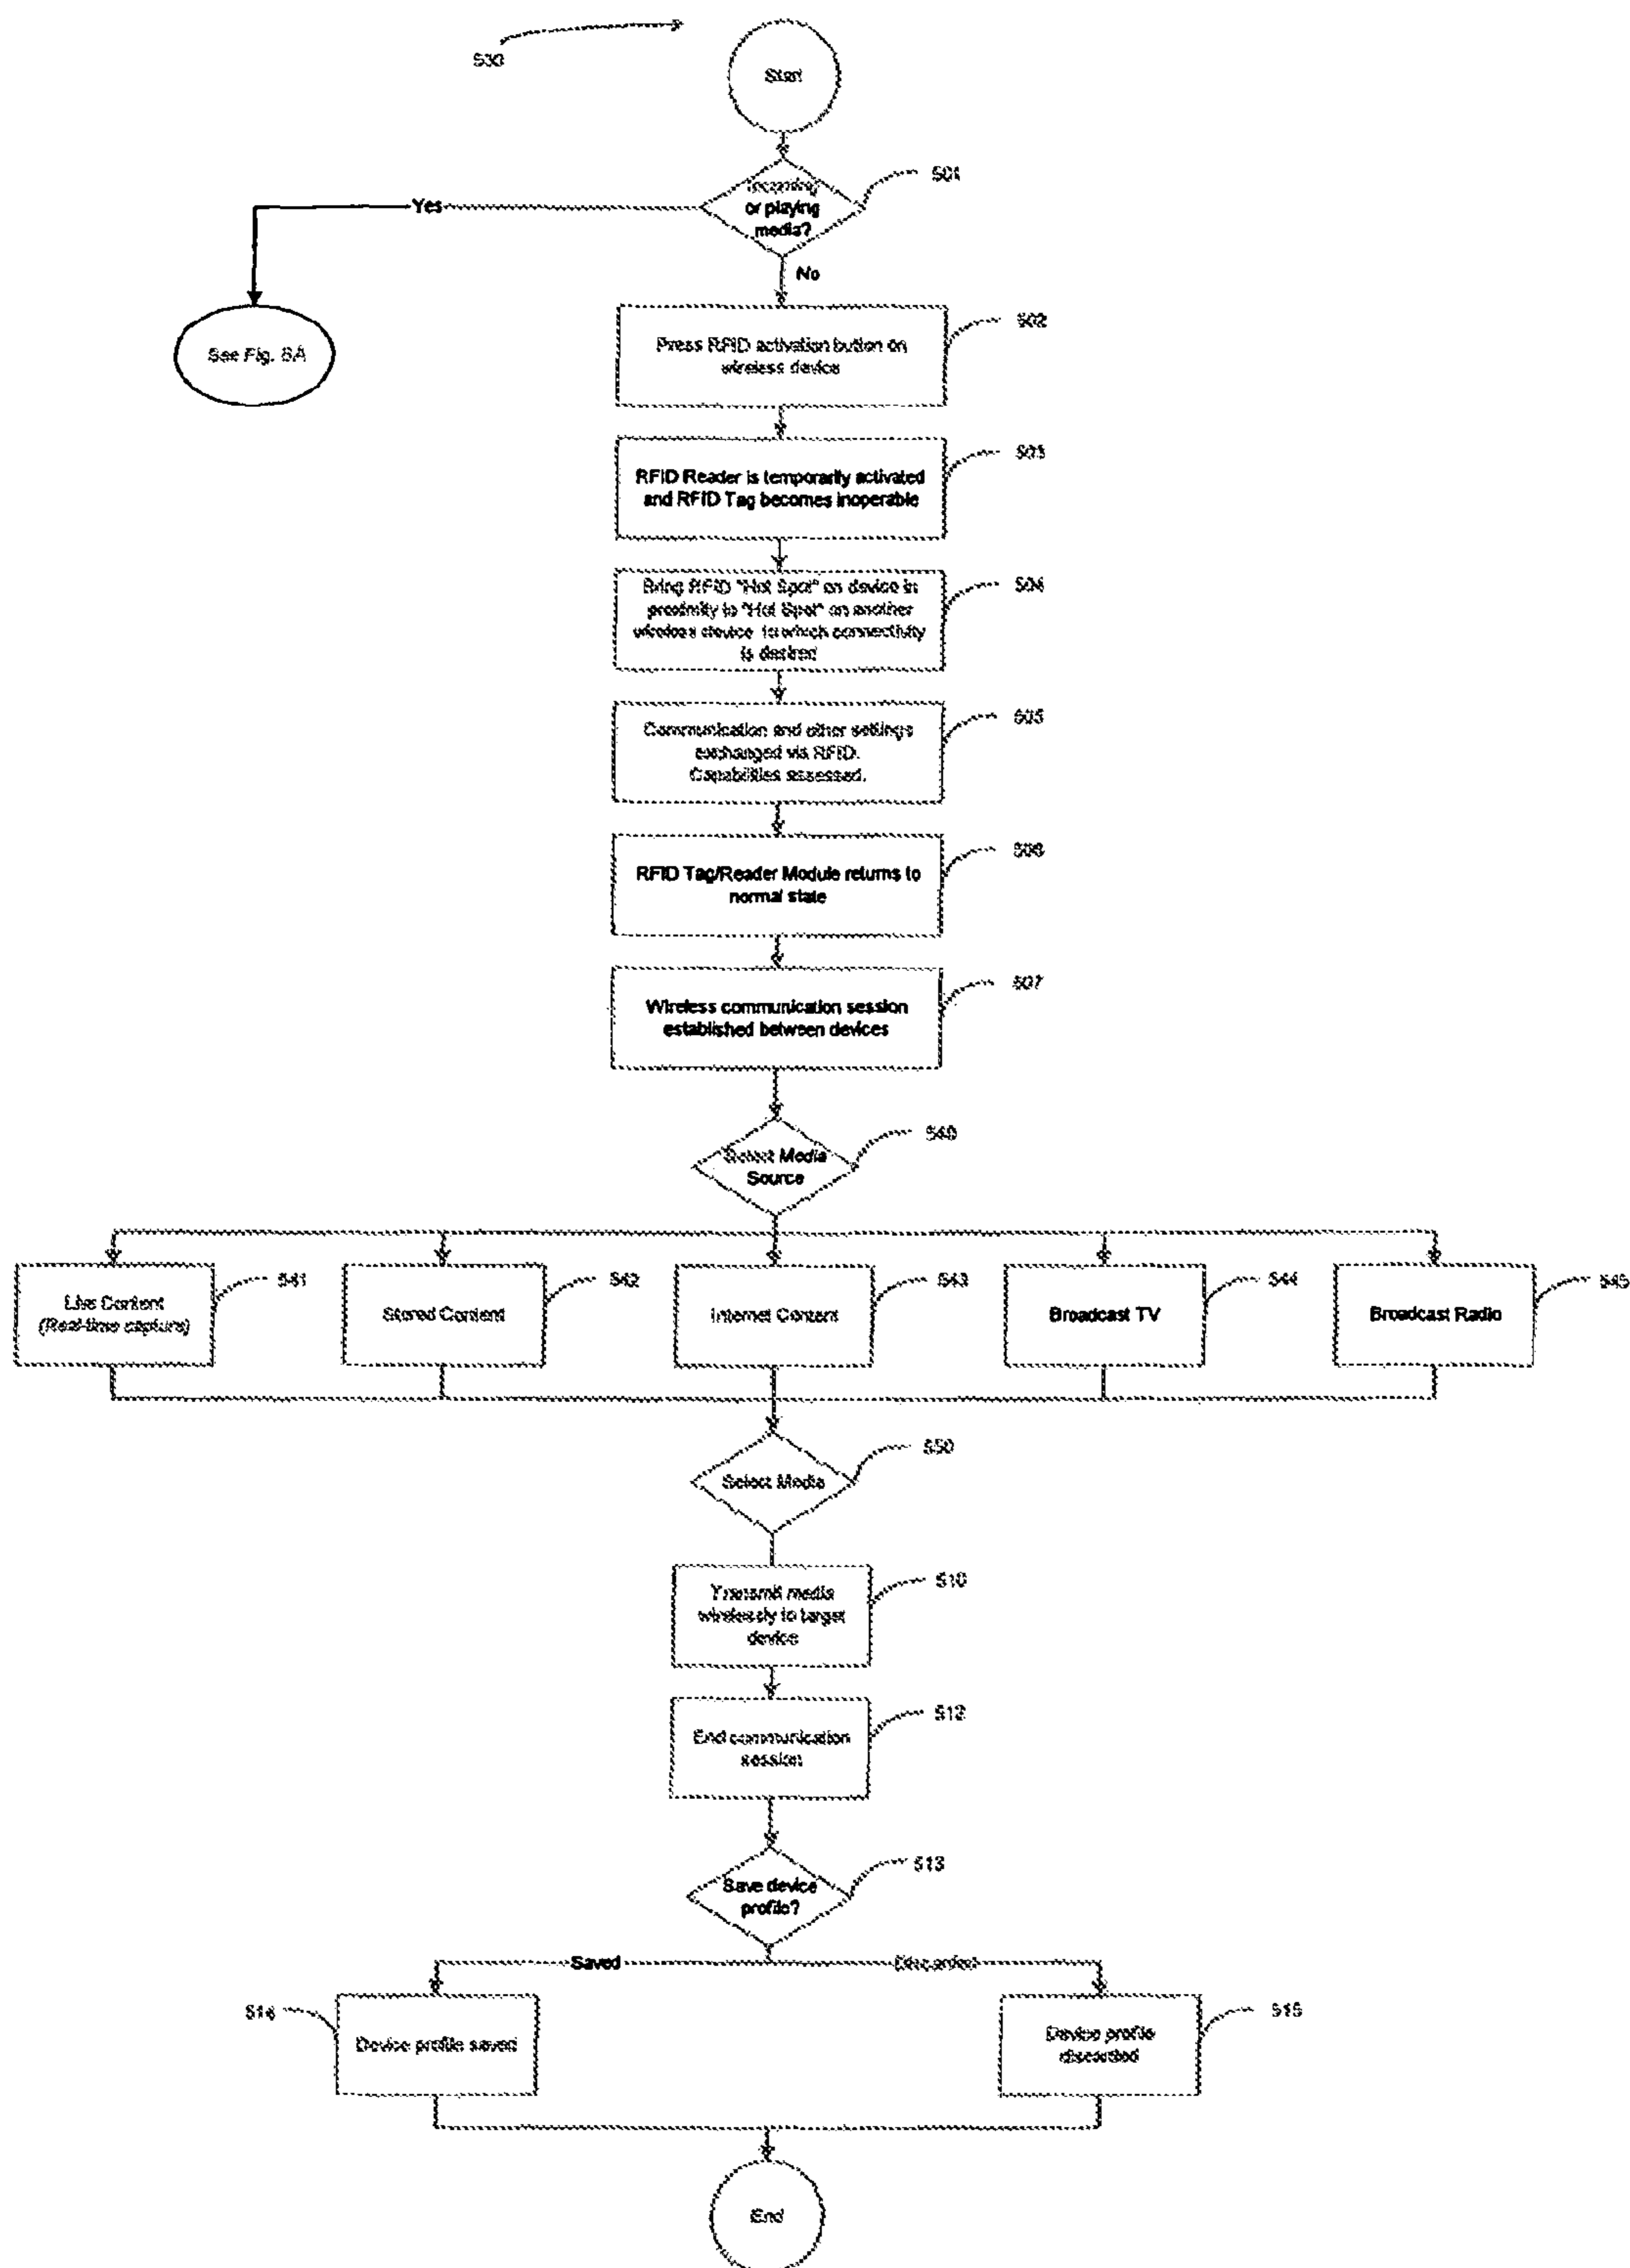 500
Start
501
Incoming
or playing
media?
Yes
No
See Fig.
502
Press RFID activation button on
wireless device
503
RFID Reader is temporarily activated
and RFID Tag becomes inoperable
504
Bring RFID "Hot Spot" on device in
proximity to "Hot Spot" on another
wireless device to which connectivity
is desired
505
Communication and other settings
exchanged via RFID.
Capabilities assessed.
506
RFID Tag/Reader Module returns to
normal state
507
Wireless communication session
established between devices
540
Select Media
Source
541
Live Content
(Real-time capture)
542
Stored Content
543
Internet Content
544
Broadcast TV
545
Broadcast Radio
550
Select Media
510
Transmit media
wirelessly to target
device
512
End communication
session
513
Save device
profile?
Saved
Discarded
514
Device profile saved
515
Device profile
discarded
End